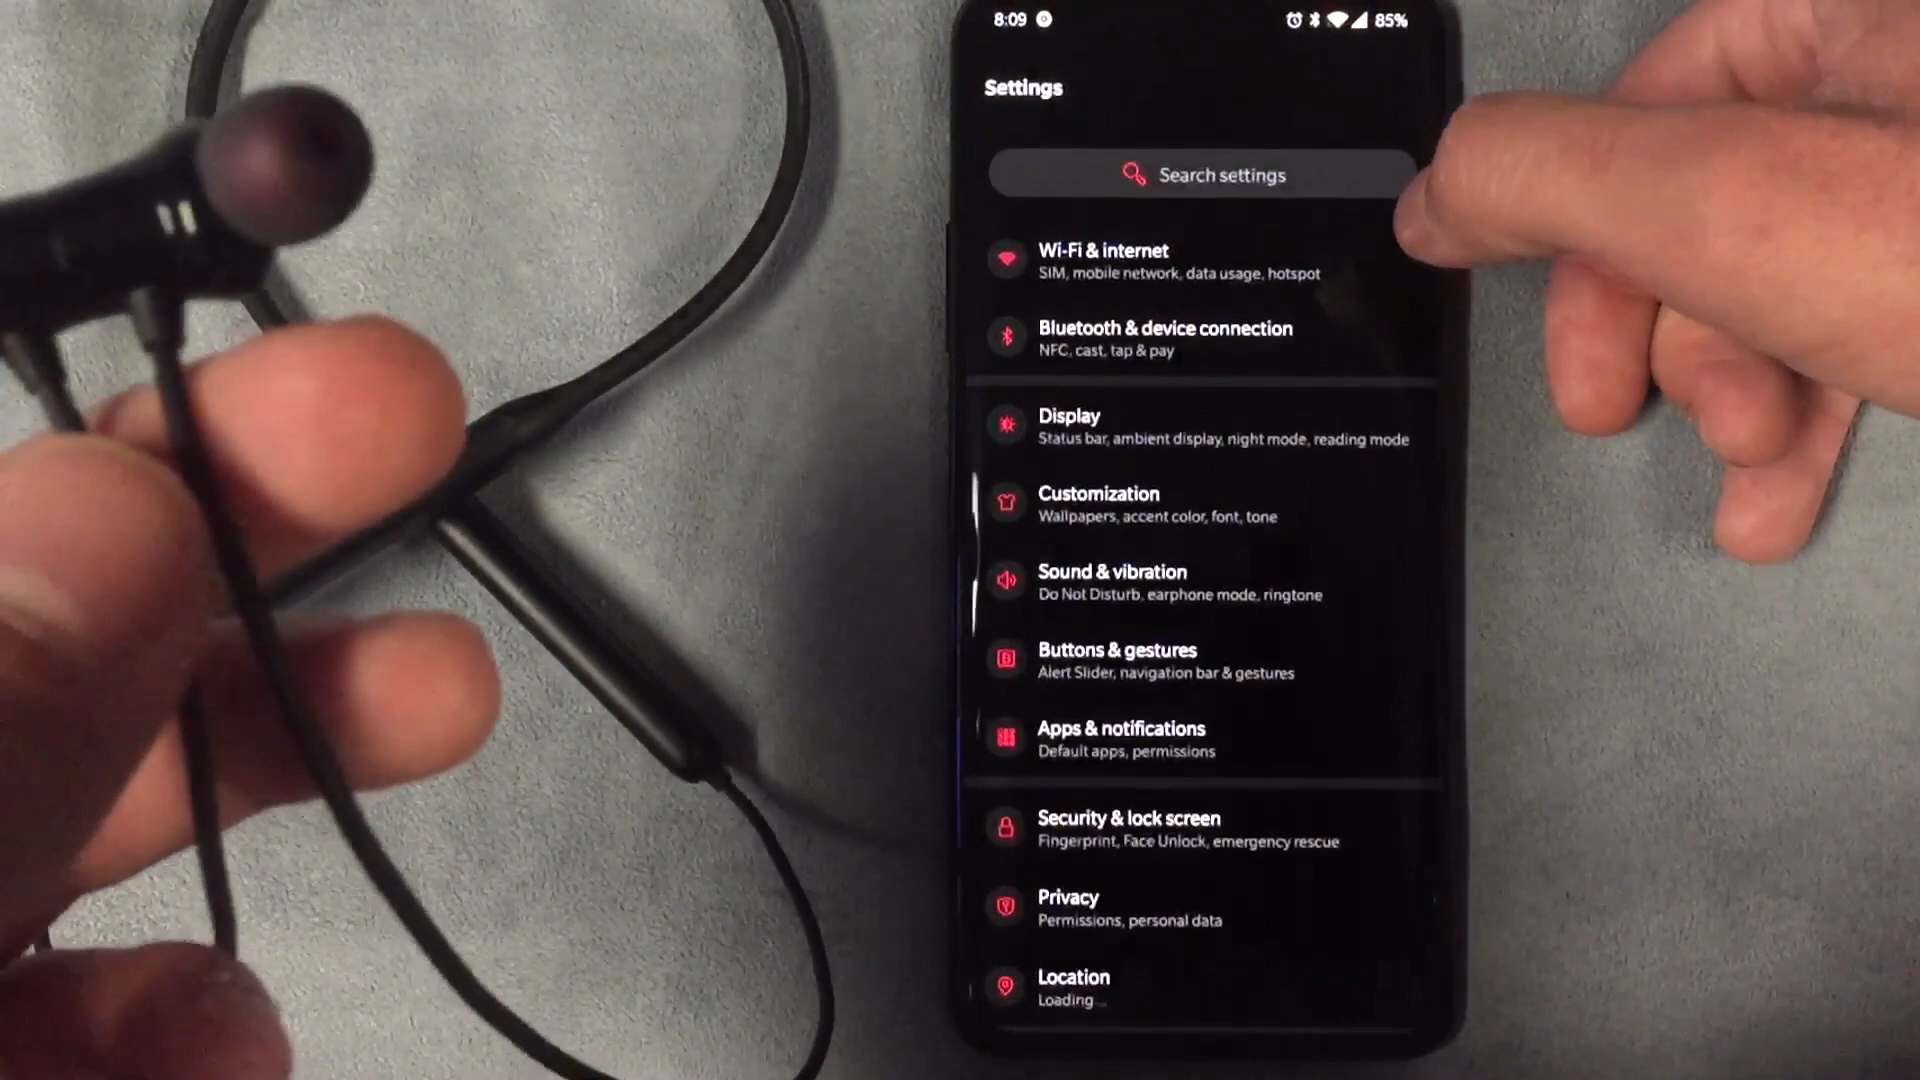 8:09
85%
Settings
Search settings
Wi-Fi & internet
SIM, mobile network, data usage, hotspot
Bluetooth & device connection
NFC, cast, tap & pay
Display
Status bar, ambient display, night mode, reading mode
Customization
Wallpapers, accent color, font, tone
Sound & vibration
Do Not Disturb, earphone mode, ringtone
Buttons & gestures
Alert Slider, navigation bar & gestures
Apps & notifications
Default apps, permissions
Security & lock screen
Fingerprint, Face Unlock, emergency rescue
Privacy
Permissions, personal data
Location
Loading...